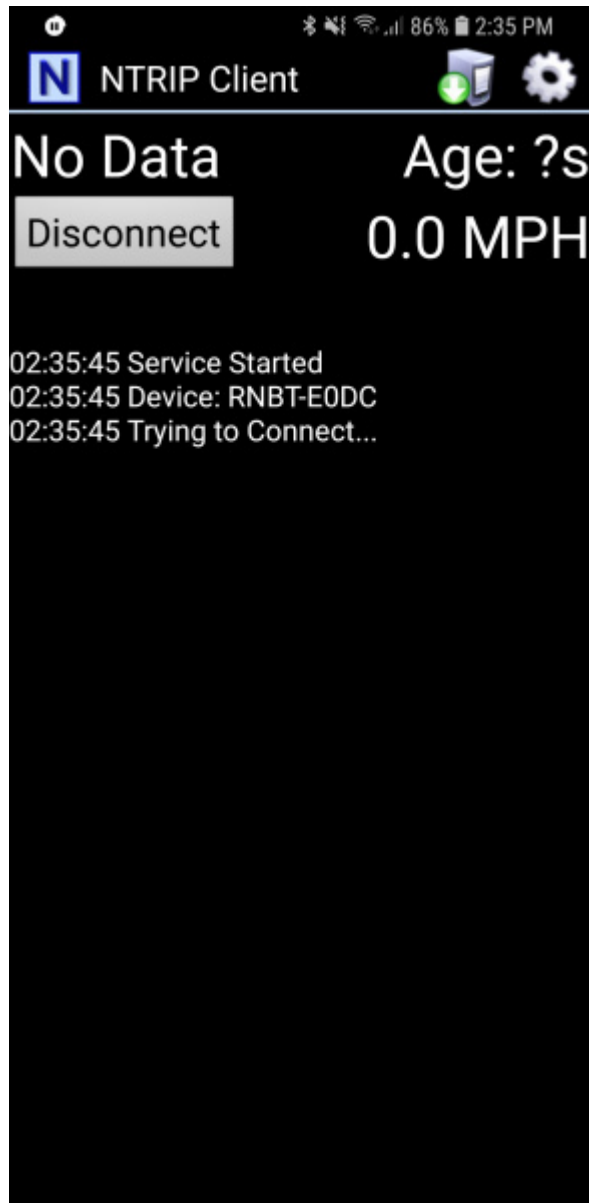 86% 2:35 PM
N NTRIP Client
No Data Age: ?s
Disconnect 0.0 MPH
02:35:45 Service Started
02:35:45 Device: RNBT-E0DC
02:35:45 Trying to Connect...